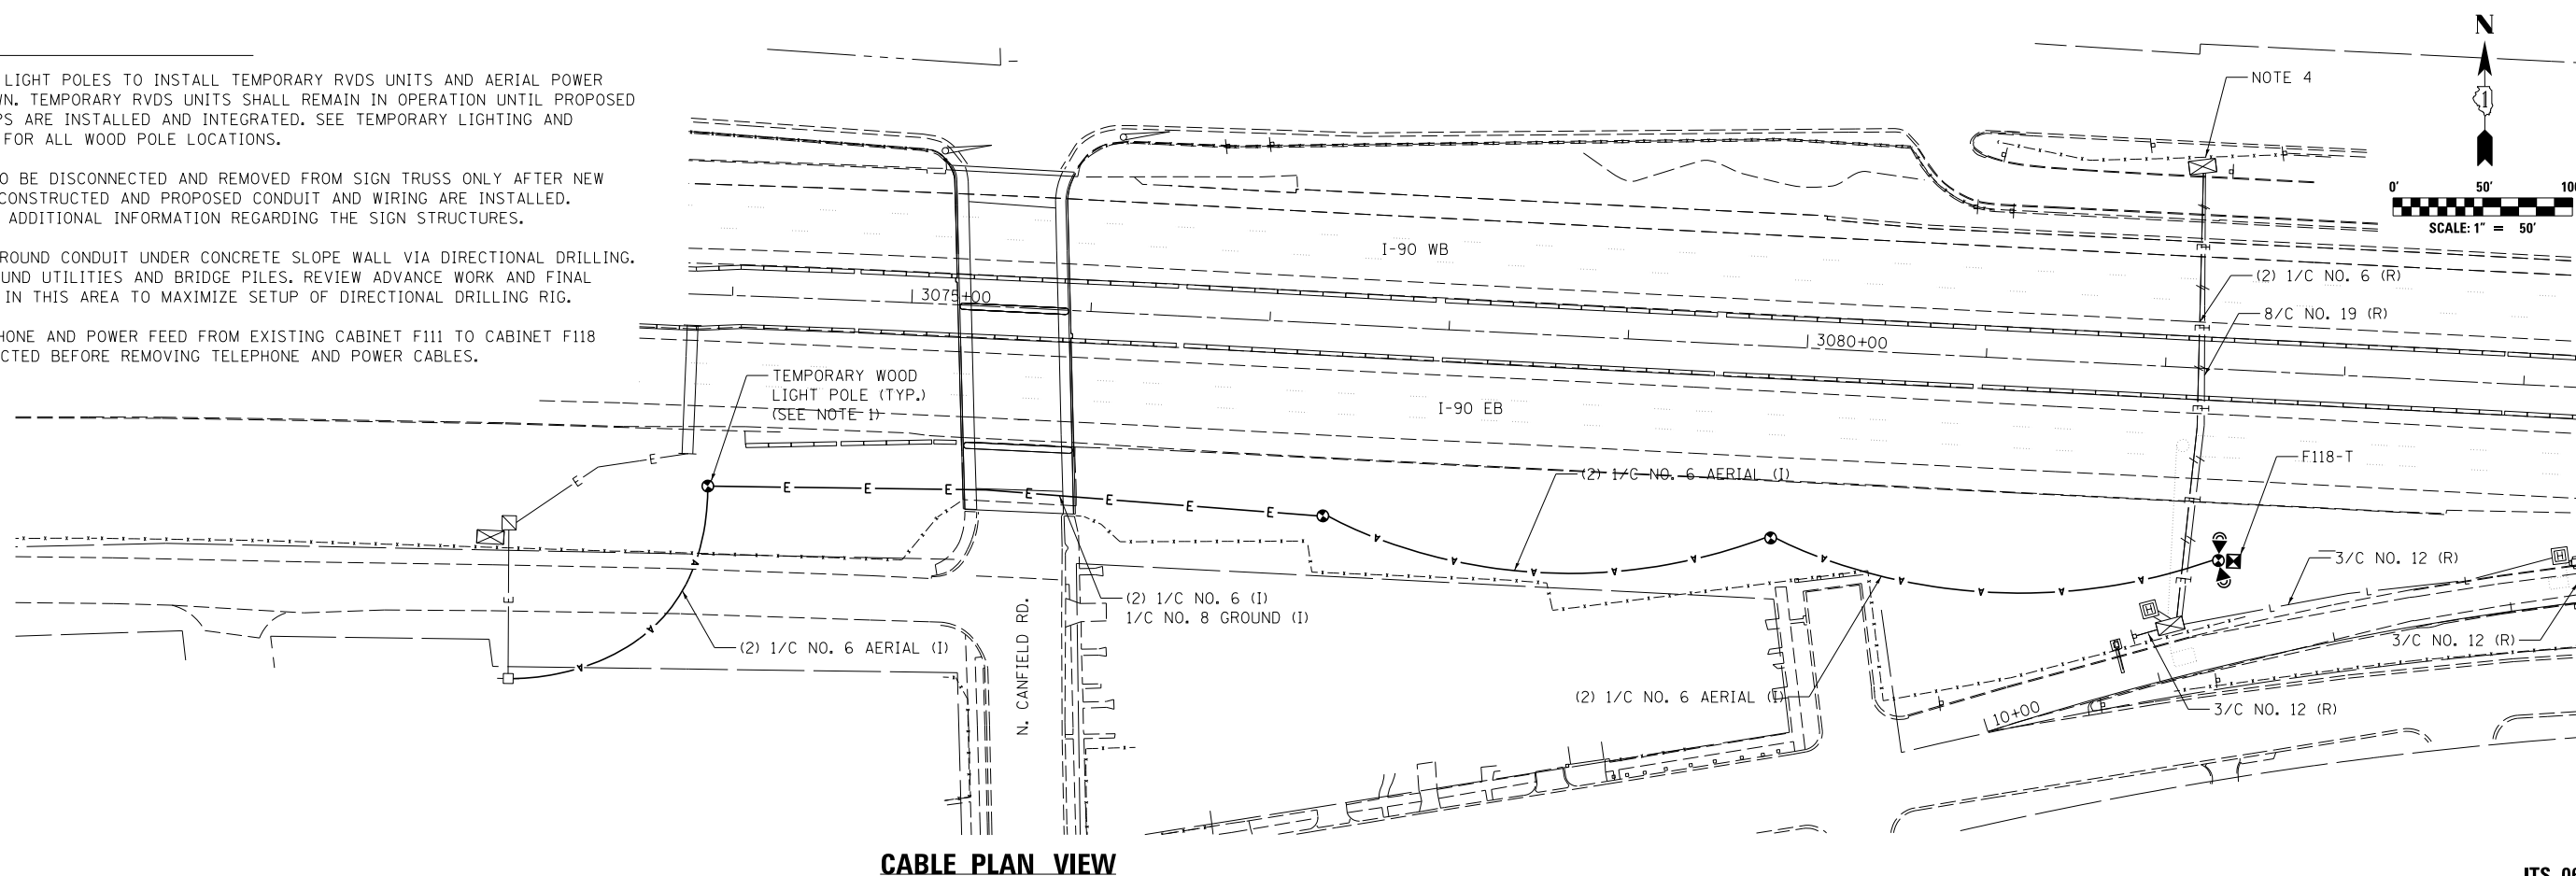 LIGHT POLES TO INSTALL TEMPORARY RVDS UNITS AND AERIAL POWER
WN. TEMPORARY RVDS UNITS SHALL REMAIN IN OPERATION UNTIL PROPOSED
PS ARE INSTALLED AND INTEGRATED. SEE TEMPORARY LIGHTING AND
FOR ALL WOOD POLE LOCATIONS.
O BE DISCONNECTED AND REMOVED FROM SIGN TRUSS ONLY AFTER NEW
CONSTRUCTED AND PROPOSED CONDUIT AND WIRING ARE INSTALLED.
ADDITIONAL INFORMATION REGARDING THE SIGN STRUCTURES.
ROUND CONDUIT UNDER CONCRETE SLOPE WALL VIA DIRECTIONAL DRILLING.
UND UTILITIES AND BRIDGE PILES. REVIEW ADVANCE WORK AND FINAL
IN THIS AREA TO MAXIMIZE SETUP OF DIRECTIONAL DRILLING RIG.
HONE AND POWER FEED FROM EXISTING CABINET F111 TO CABINET F118
CTED BEFORE REMOVING TELEPHONE AND POWER CABLES.
N
1
NOTE 4
0' 50' 100
SCALE: 1" = 50'
I-90 WB
(2) 1/C NO. 6 (R)
3075+00
8/C NO. 19 (R)
3080+00
TEMPORARY WOOD
LIGHT POLE (TYP.)
(SEE NOTE 1)
I-90 EB
(2) 1/C NO. 6 AERIAL (I)
F118-T
E
E
E E E E E E E
E
A A A
A A A A A
A A A A
H
H
3/C NO. 12 (R)
(2) 1/C NO. 6 (I)
1/C NO. 8 GROUND (I)
(2) 1/C NO. 6 AERIAL (I)
N. CANFIELD RD.
3/C NO. 12 (R)
(2) 1/C NO. 6 AERIAL (I)
10+00
3/C NO. 12 (R)
CABLE PLAN VIEW